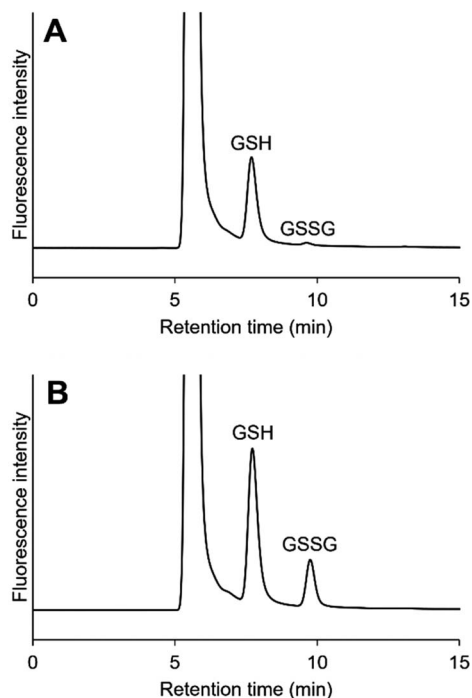 A
Fluorescence intensity
GSH
GSSG
0 5 10 15
Retention time (min)
B
Fluorescence intensity
GSH
GSSG
0 5 10 15
Retention time (min)